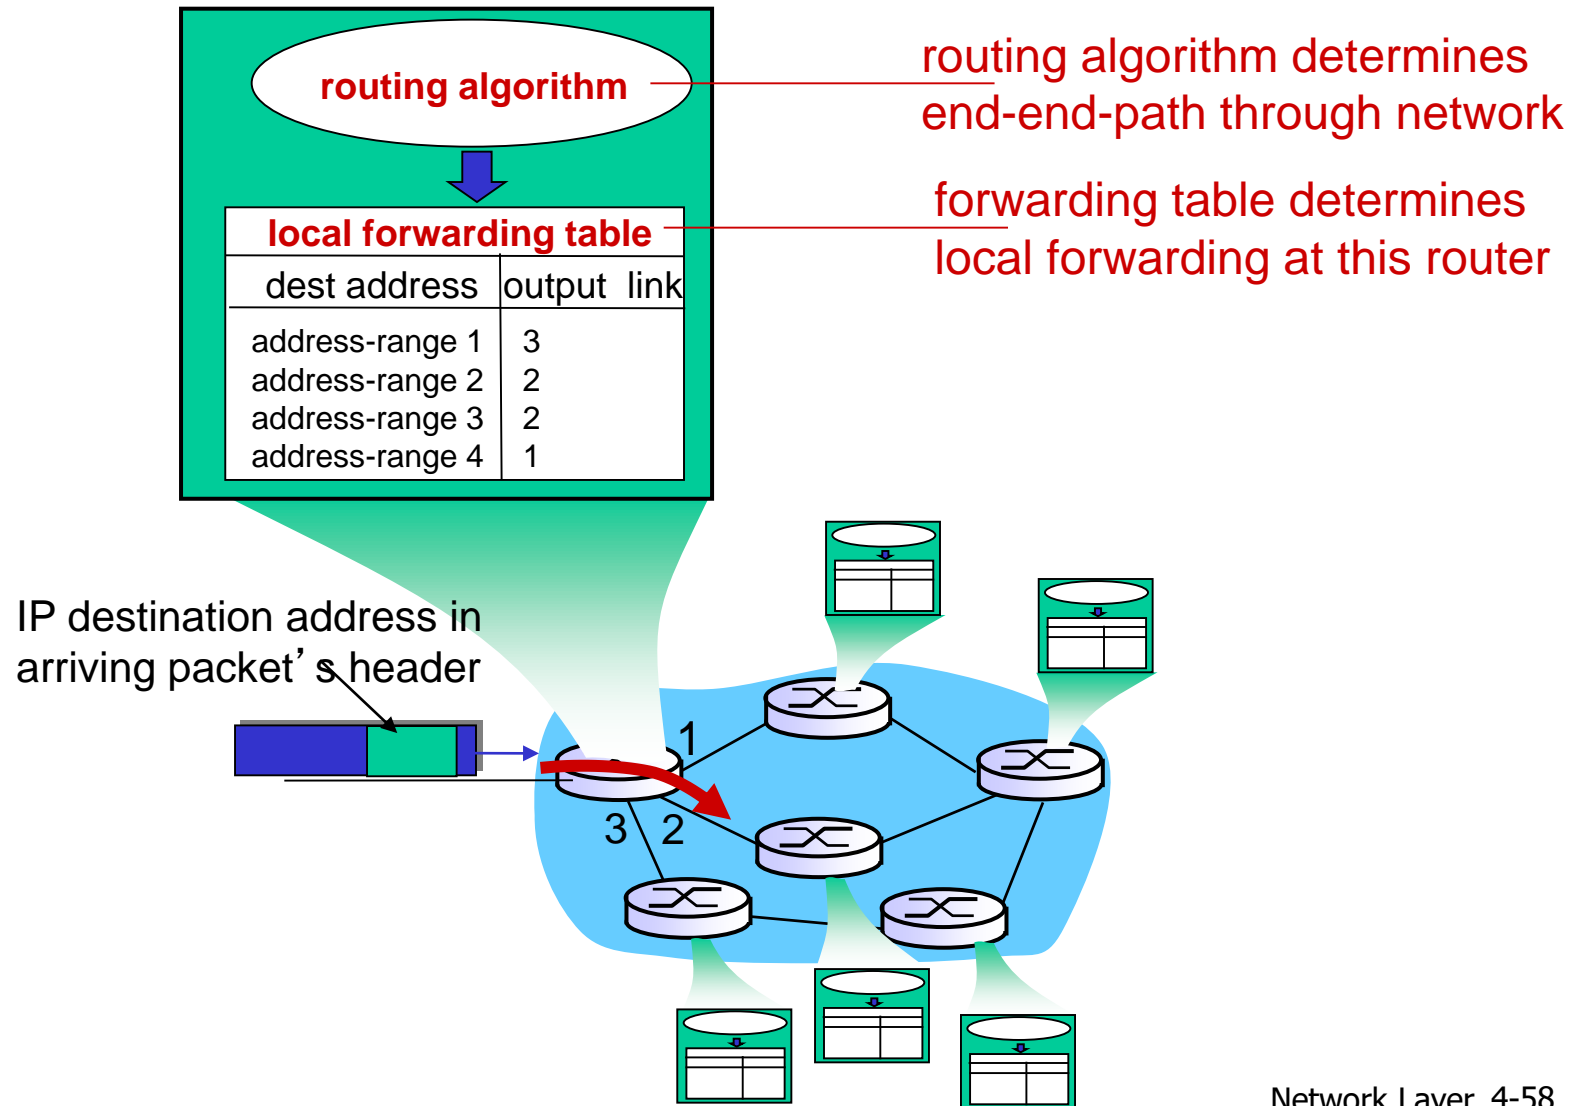 routing algorithm
routing algorithm determines
end-end-path through network
local forwarding table
forwarding table determines
local forwarding at this router
dest address output link
address-range 1 3
address-range 2 2
address-range 3 2
address-range 4 1
IP destination address in
arriving packet's header
1
3 2
Network Layer 4-58